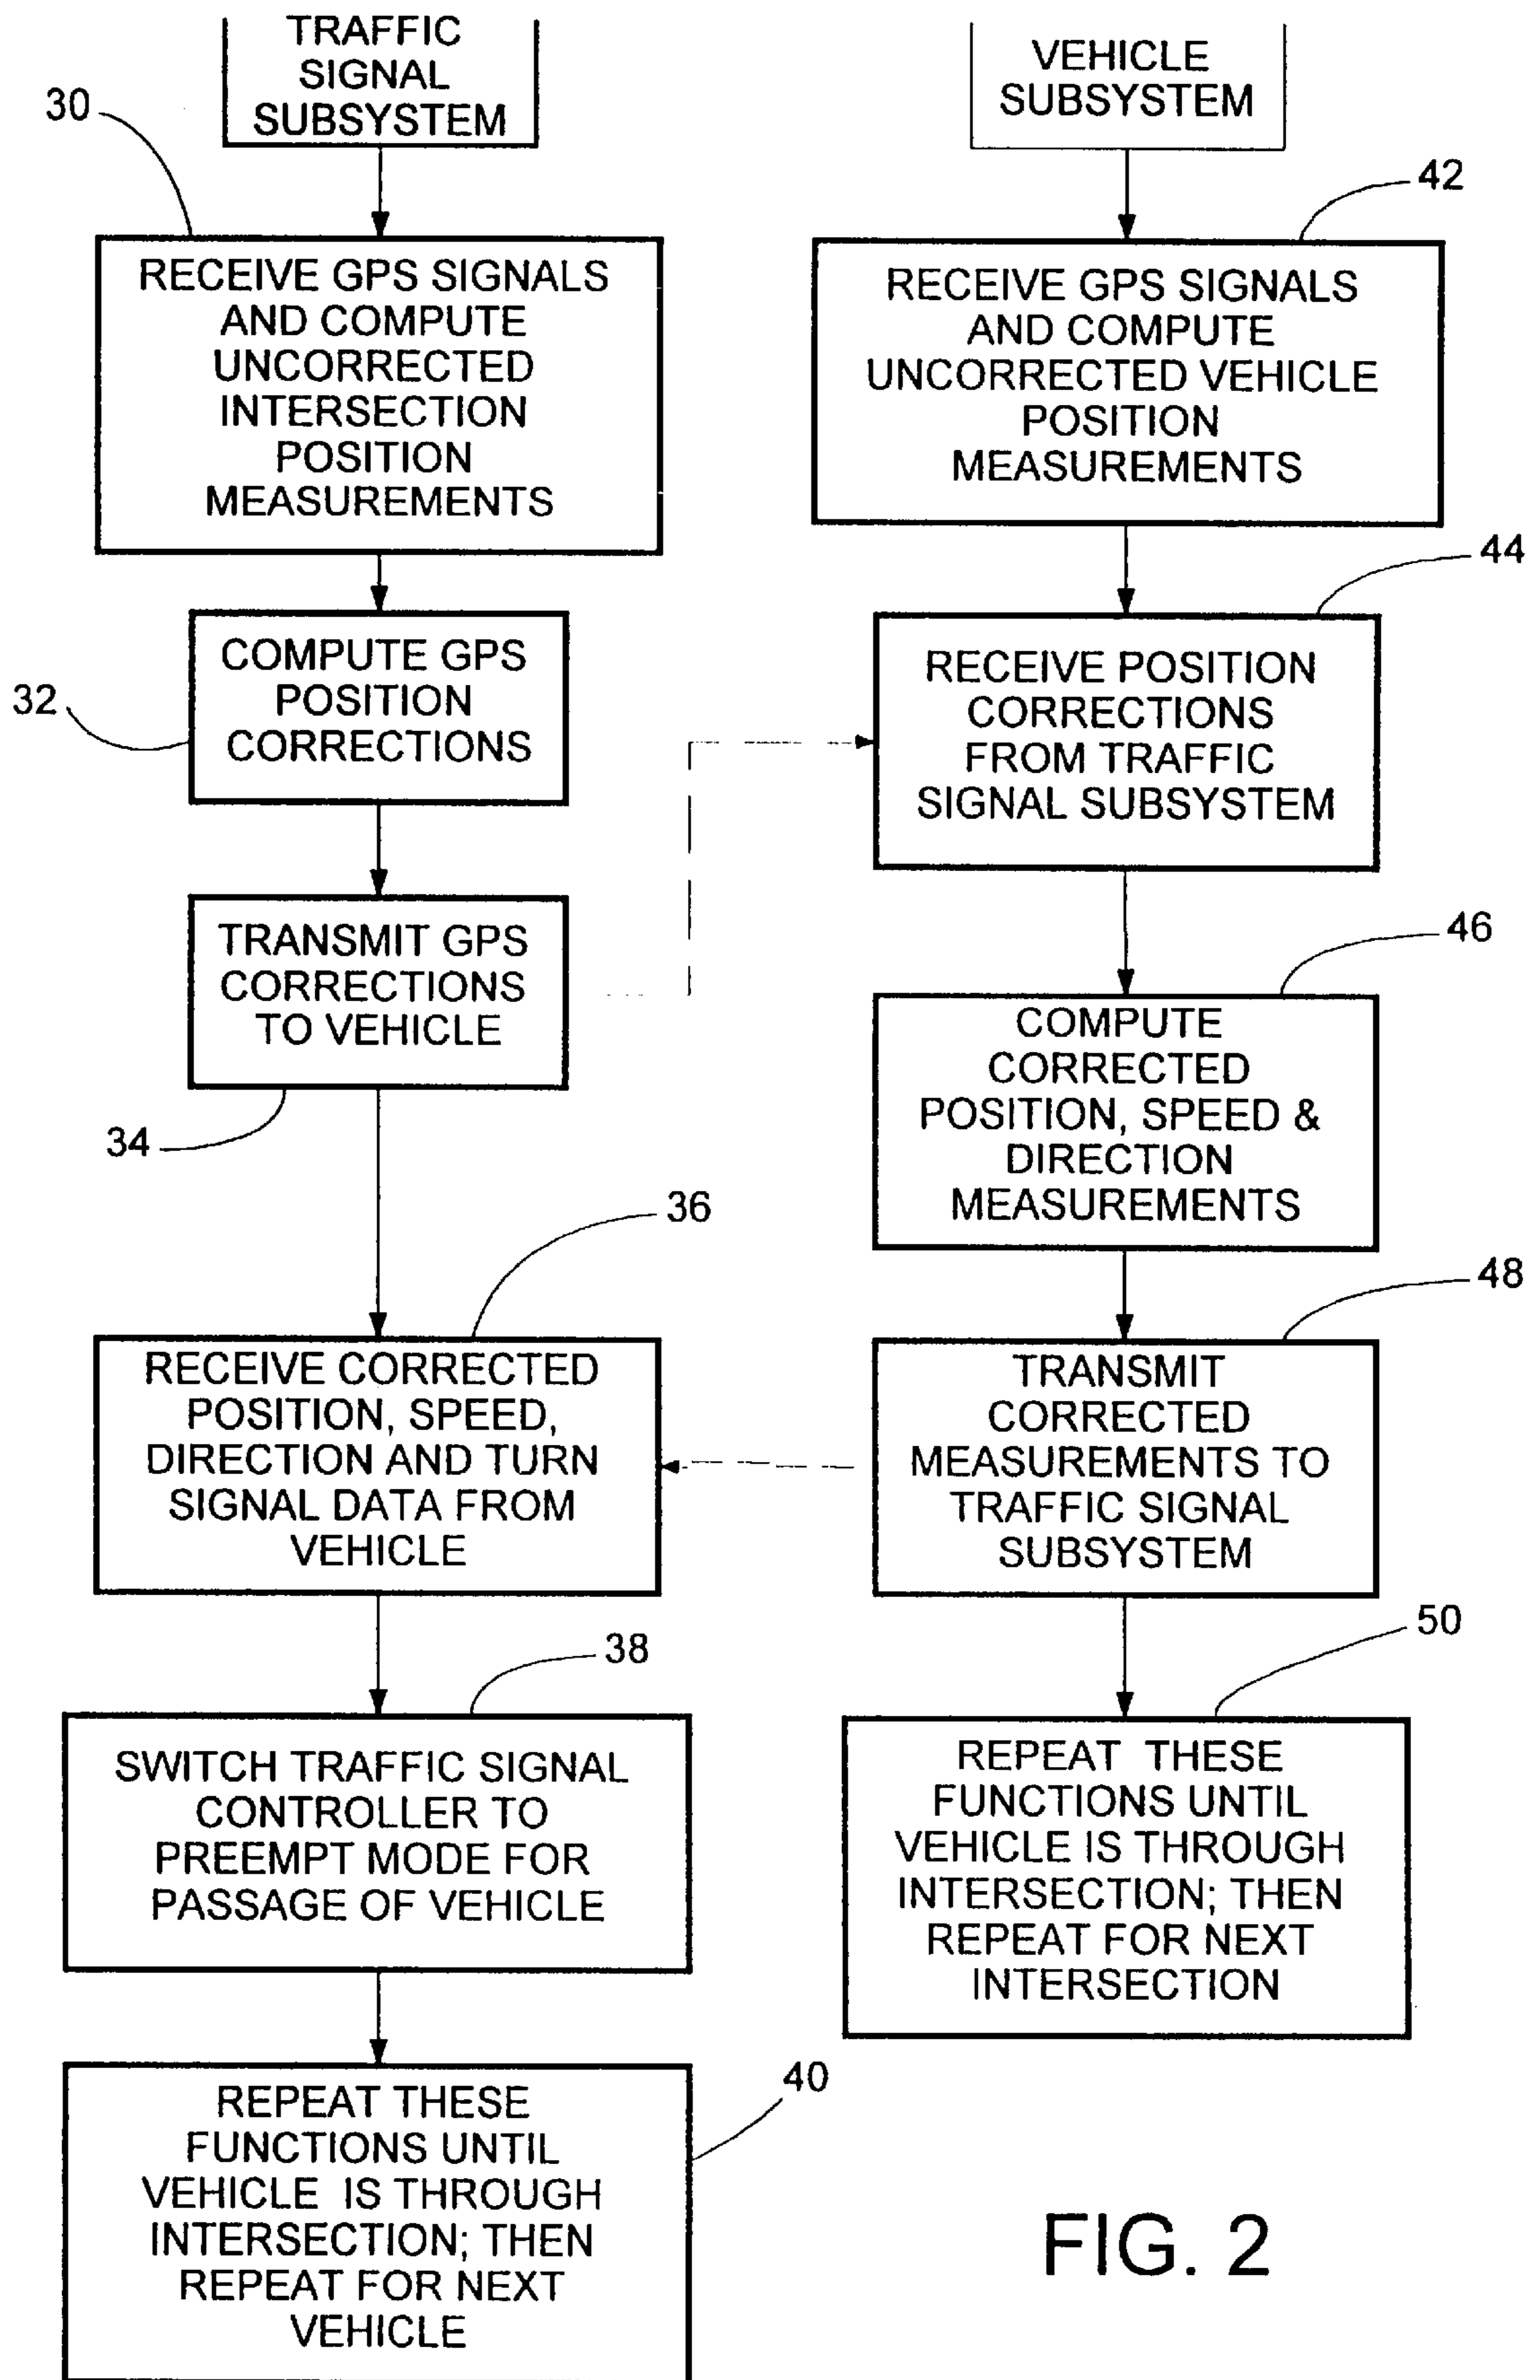 TRAFFIC
SIGNAL
SUBSYSTEM
30
RECEIVE GPS SIGNALS
AND COMPUTE
UNCORRECTED
INTERSECTION
POSITION
MEASUREMENTS
32
COMPUTE GPS
POSITION
CORRECTIONS
TRANSMIT GPS
CORRECTIONS
TO VEHICLE
34
36
RECEIVE CORRECTED
POSITION, SPEED,
DIRECTION AND TURN
SIGNAL DATA FROM
VEHICLE
38
SWITCH TRAFFIC SIGNAL
CONTROLLER TO
PREEMPT MODE FOR
PASSAGE OF VEHICLE
40
REPEAT THESE
FUNCTIONS UNTIL
VEHICLE IS THROUGH
INTERSECTION; THEN
REPEAT FOR NEXT
VEHICLE
VEHICLE
SUBSYSTEM
42
RECEIVE GPS SIGNALS
AND COMPUTE
UNCORRECTED VEHICLE
POSITION
MEASUREMENTS
44
RECEIVE POSITION
CORRECTIONS
FROM TRAFFIC
SIGNAL SUBSYSTEM
46
COMPUTE
CORRECTED
POSITION, SPEED &
DIRECTION
MEASUREMENTS
48
TRANSMIT
CORRECTED
MEASUREMENTS TO
TRAFFIC SIGNAL
SUBSYSTEM
50
REPEAT THESE
FUNCTIONS UNTIL
VEHICLE IS THROUGH
INTERSECTION; THEN
REPEAT FOR NEXT
INTERSECTION
FIG. 2